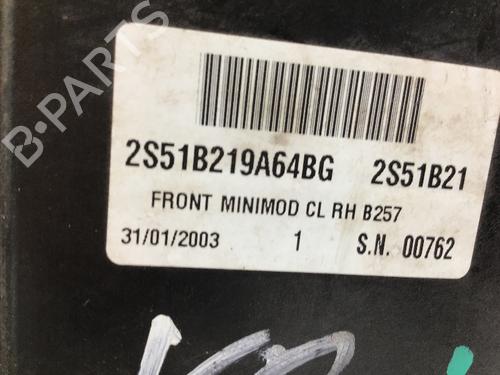 B-PARTS
2S51B219A64BG 2S51B21
FRONT MINIMOD CL RH B257
31/01/2003 1 S.N. 00762